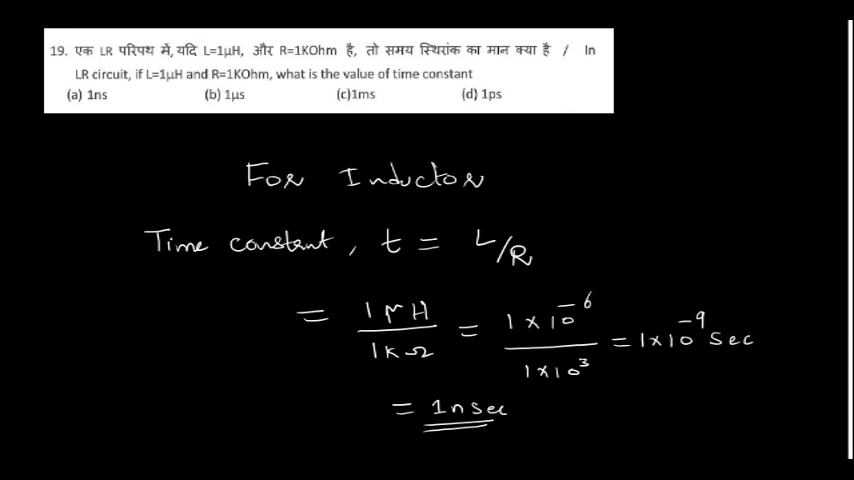 19. एक LR परिपथ में, यदि L=1μH, और R=1KOhm है, तो समय स्थिरांक का मान क्या है / In
LR circuit, if L=1μH and R=1KOhm, what is the value of time constant
(a) 1ns (b) 1μs (c)1ms (d) 1ps
For Inductor
Time constant, t = L/R
= 1μH / 1kΩ = 1 x 10^-6 / 1 x 10^3 = 1 x 10^-9 sec
= 1n sec